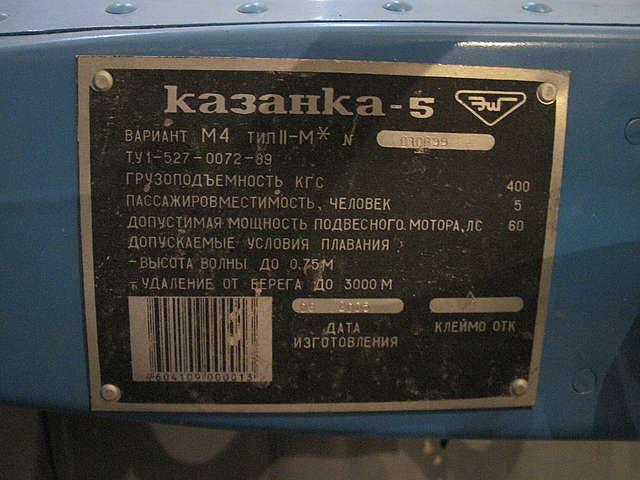 казанка-5
ВАРИАНТ М4 ТИП II-М* N 030899
ТУ1-527-0072-89
ГРУЗОПОДЪЕМНОСТЬ КГС 400
ПАССАЖИРОВМЕСТИМОСТЬ, ЧЕЛОВЕК 5
ДОПУСТИМАЯ МОЩНОСТЬ ПОДВЕСНОГО МОТОРА, ЛС 60
ДОПУСКАЕМЫЕ УСЛОВИЯ ПЛАВАНИЯ:
-ВЫСОТА ВОЛНЫ ДО 0,75М
-УДАЛЕНИЕ ОТ БЕРЕГА ДО 3000 М
ДАТА
ИЗГОТОВЛЕНИЯ
КЛЕЙМО ОТК